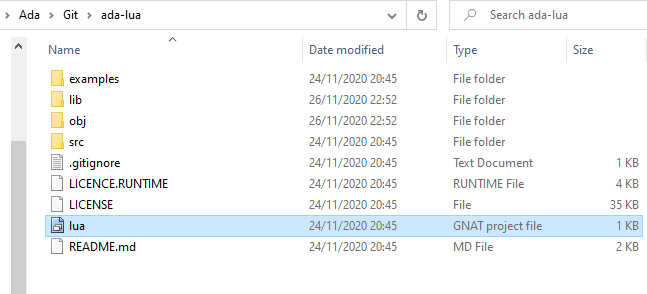 Ada > Git > ada-lua Search ada-lua
Name Date modified Type Size
examples 24/11/2020 20:45 File folder
lib 26/11/2020 22:52 File folder
obj 26/11/2020 22:52 File folder
src 24/11/2020 20:45 File folder
.gitignore 24/11/2020 20:45 Text Document 1 KB
LICENCE.RUNTIME 24/11/2020 20:45 RUNTIME File 4 KB
LICENSE 24/11/2020 20:45 File 35 KB
lua 24/11/2020 20:45 GNAT project file 1 KB
README.md 24/11/2020 20:45 MD File 2 KB